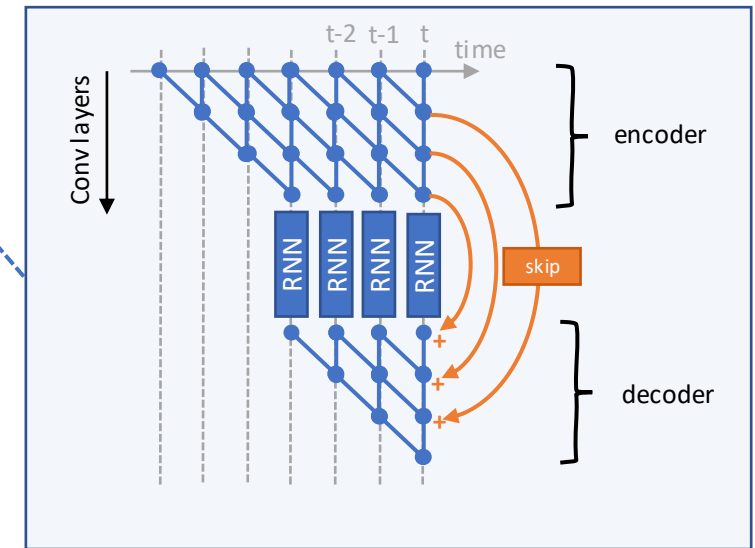 t-2 t-1 t
time
Conv layers
encoder
RNN RNN RNN RNN
skip
+
+
+
decoder